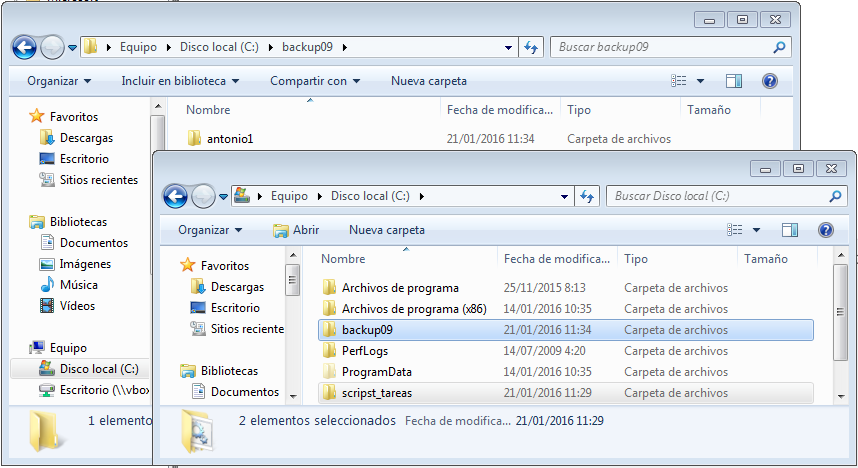 Equipo Disco local (C:) backup09
Buscar backup09
Organizar Incluir en biblioteca Compartir con Nueva carpeta
Nombre Fecha de modifica... Tipo Tamaño
antonio1 21/01/2016 11:34 Carpeta de archivos
Favoritos
Descargas
Escritorio
Sitios recientes
Bibliotecas
Documentos
Imágenes
Música
Vídeos
Equipo
Disco local (C:)
Escritorio (\\vbox
1 elemento
Equipo Disco local (C:)
Buscar Disco local (C:)
Organizar Abrir Nueva carpeta
Nombre Fecha de modifica... Tipo Tamaño
Favoritos
Descargas
Escritorio
Sitios reciente
Bibliotecas
Documentos
Archivos de programa 25/11/2015 8:13 Carpeta de archivos
Archivos de programa (x86) 14/01/2016 10:35 Carpeta de archivos
backup09 21/01/2016 11:34 Carpeta de archivos
PerfLogs 14/07/2009 4:20 Carpeta de archivos
ProgramData 14/01/2016 10:35 Carpeta de archivos
scripst_tareas 21/01/2016 11:29 Carpeta de archivos
2 elementos seleccionados Fecha de modifica... 21/01/2016 11:29